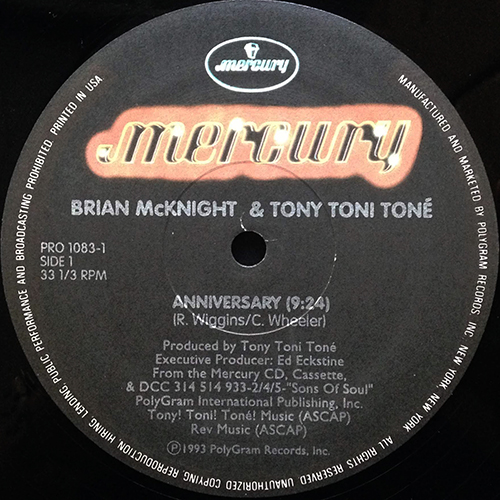 mercury
mercury
BRIAN McKNIGHT & TONY TONI TONÉ
PRO 1083-1
SIDE 1
33 1/3 RPM
ANNIVERSARY (9:24)
(R. Wiggins/C. Wheeler)
Produced by Tony Toni Toné
Executive Producer: Ed Eckstine
From the Mercury CD, Cassette,
& DCC 314 514 933-2/4/5-"Sons Of Soul"
PolyGram International Publishing, Inc.
Tony! Toni! Toné! Music (ASCAP)
Rev Music (ASCAP)
Ⓟ1993 PolyGram Records, Inc.
MANUFACTURED AND MARKETED BY POLYGRAM RECORDS INC. NEW YORK, NEW YORK. ALL RIGHTS RESERVED. UNAUTHORIZED COPYING, REPRODUCTION, HIRING, LENDING, PUBLIC PERFORMANCE AND BROADCASTING PROHIBITED. PRINTED IN USA